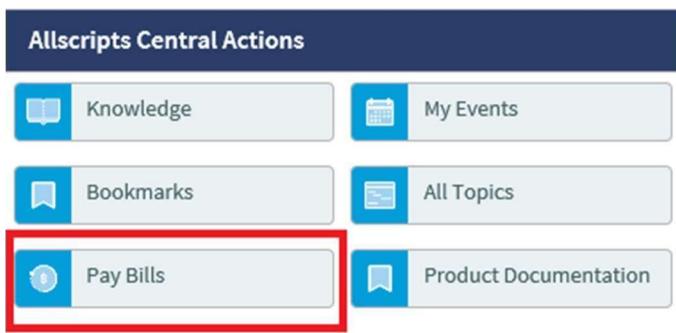 Allscripts Central Actions
Knowledge
My Events
Bookmarks
All Topics
Pay Bills
Product Documentation